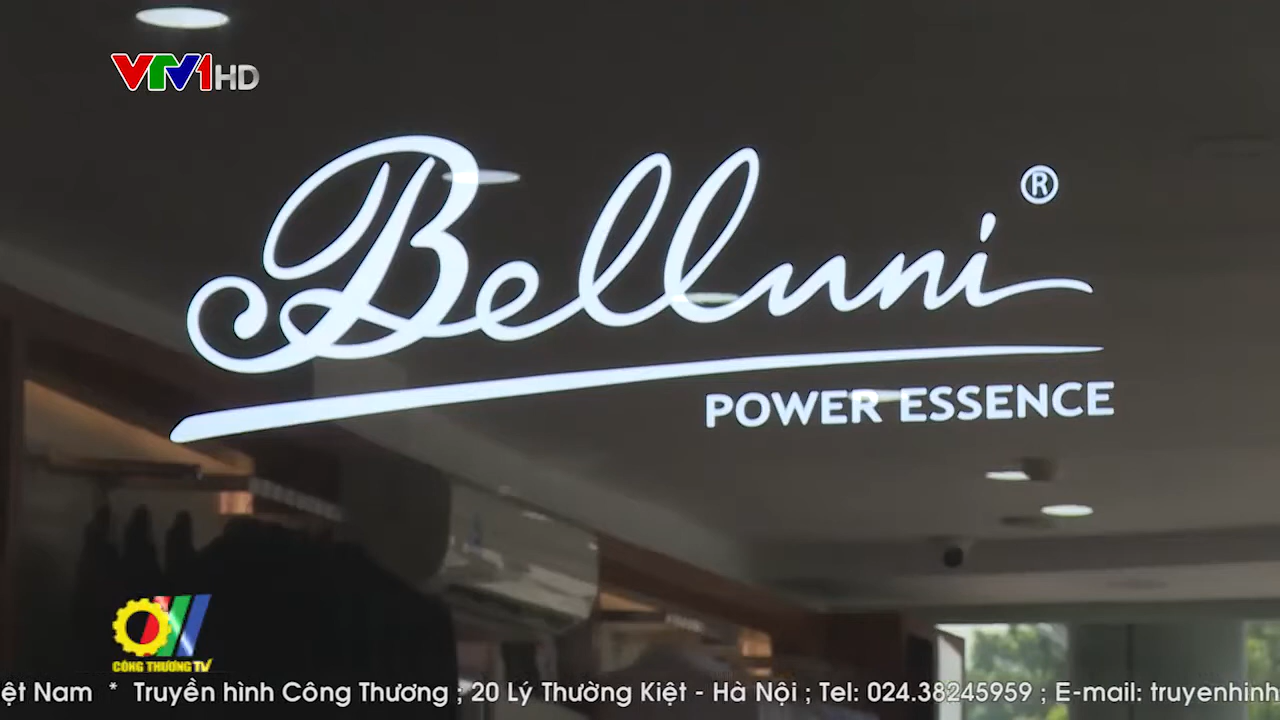 VTV1HD
Belluni®
POWER ESSENCE
CÔNG THƯƠNG TV
ệt Nam * Truyền hình Công Thương ; 20 Lý Thường Kiệt - Hà Nội ; Tel: 024.38245959 ; E-mail: truyenhinh